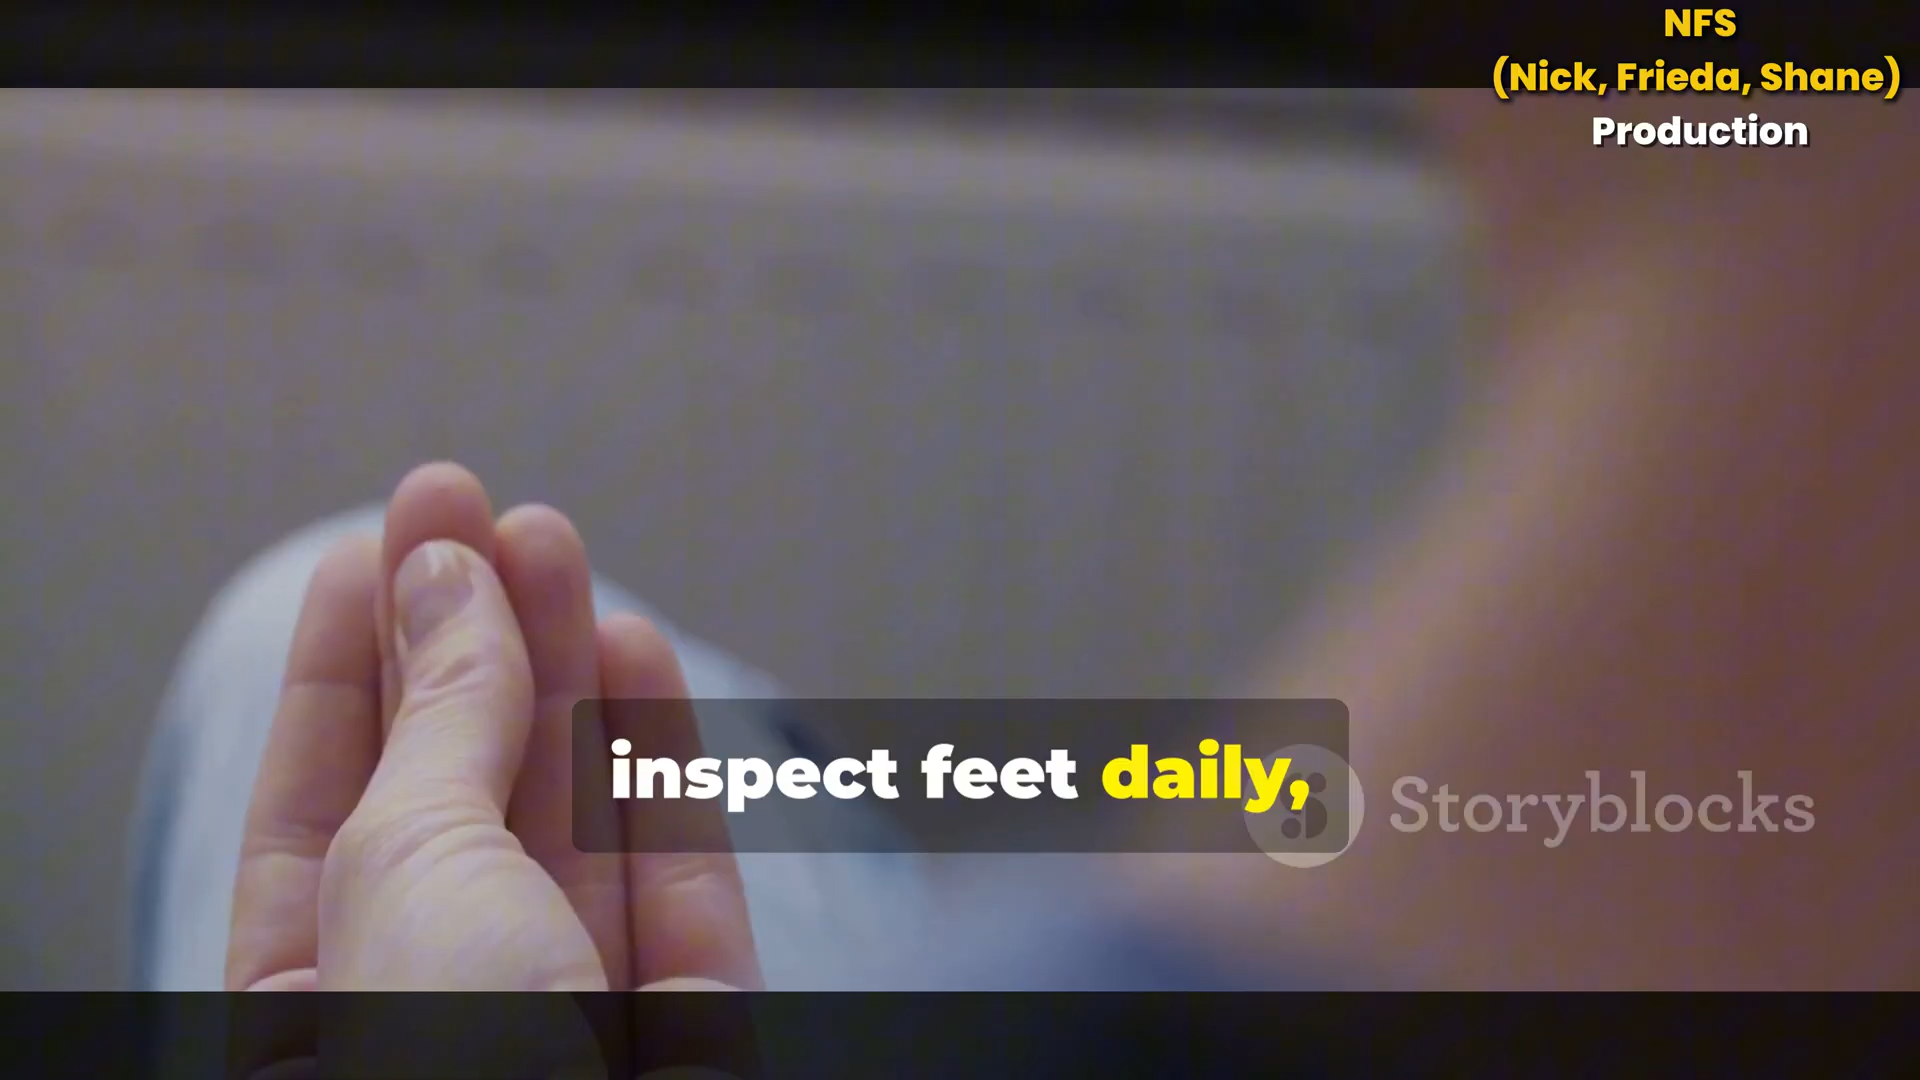 NFS
(Nick, Frieda, Shane)
Production
inspect feet daily,
Storyblocks